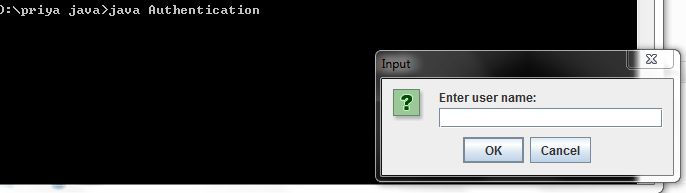 D:\priya java>java Authentication
Input
Enter user name:
OK
Cancel